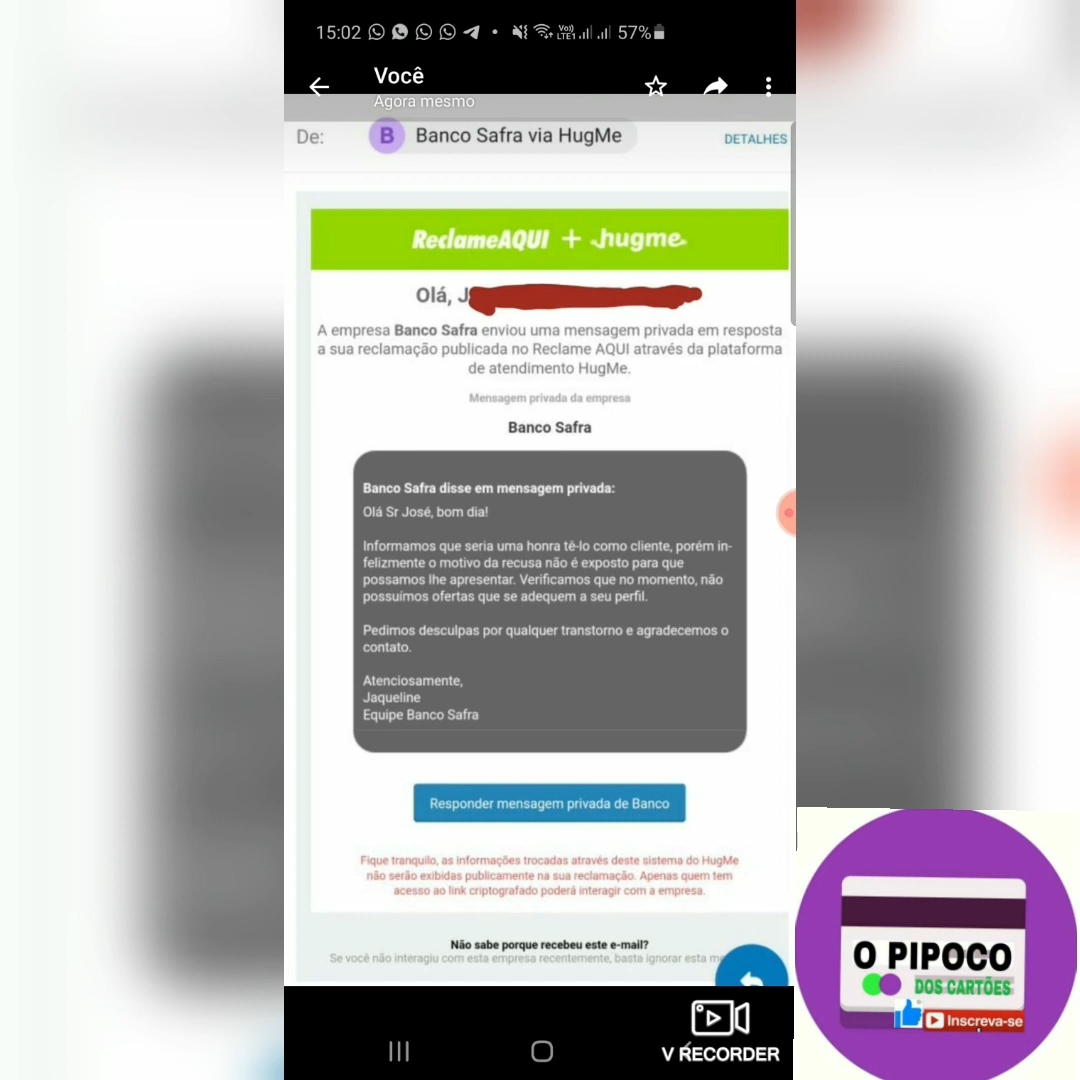 15:02 57%
Você
Agora mesmo
De: B Banco Safra via HugMe DETALHES
ReclameAQUI + hugme
Olá, J
A empresa Banco Safra enviou uma mensagem privada em resposta
a sua reclamação publicada no Reclame AQUI através da plataforma
de atendimento HugMe.
Mensagem privada da empresa
Banco Safra
Banco Safra disse em mensagem privada:
Olá Sr José, bom dia!
Informamos que seria uma honra tê-lo como cliente, porém in-
felizmente o motivo da recusa não é exposto para que
possamos lhe apresentar. Verificamos que no momento, não
possuímos ofertas que se adequem a seu perfil.
Pedimos desculpas por qualquer transtorno e agradecemos o
contato.
Atenciosamente,
Jaqueline
Equipe Banco Safra
Responder mensagem privada de Banco
Fique tranquilo, as informações trocadas através deste sistema do HugMe
não serão exibidas publicamente na sua reclamação. Apenas quem tem
acesso ao link criptografado poderá interagir com a empresa.
Não sabe porque recebeu este e-mail?
Se você não interagiu com esta empresa recentemente, basta ignorar esta
V RECORDER
O PIPOCO
DOS CARTÕES
Inscreva-se